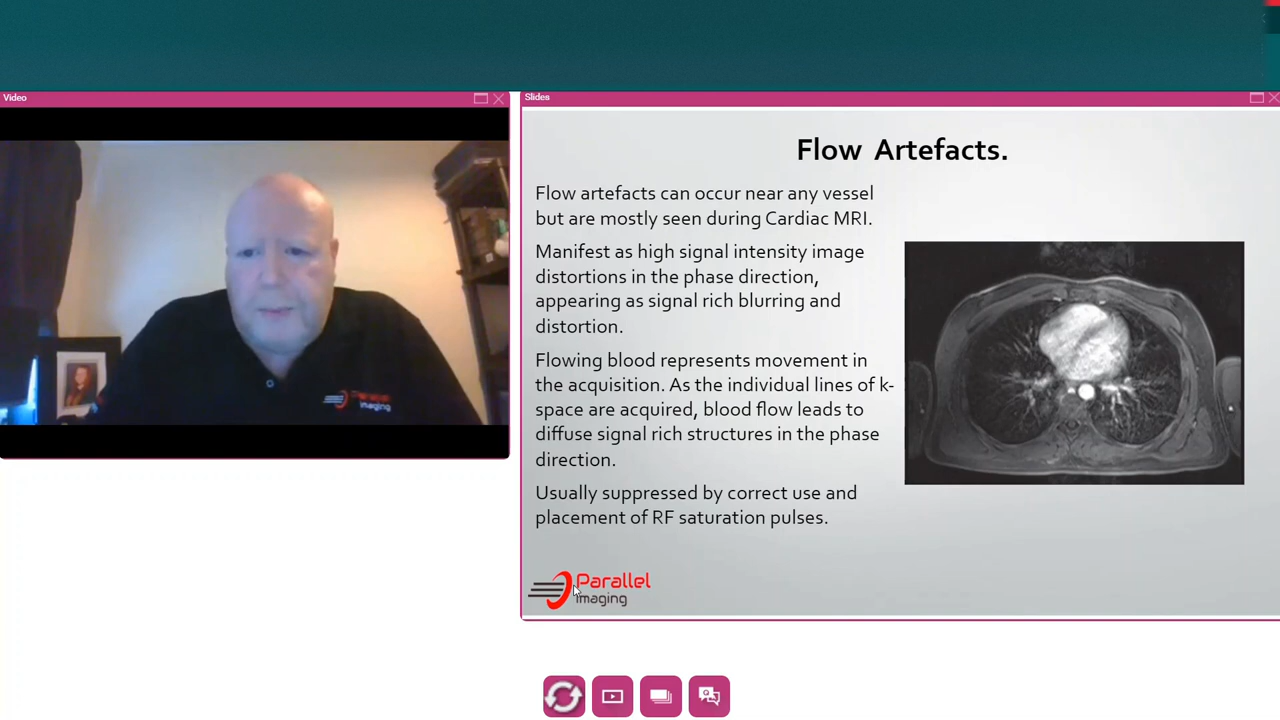 Video
Slides
Flow Artefacts.
Flow artefacts can occur near any vessel
but are mostly seen during Cardiac MRI.
Manifest as high signal intensity image
distortions in the phase direction,
appearing as signal rich blurring and
distortion.
Flowing blood represents movement in
the acquisition. As the individual lines of k-
space are acquired, blood flow leads to
diffuse signal rich structures in the phase
direction.
Usually suppressed by correct use and
placement of RF saturation pulses.
Parallel
Imaging
Parallel
Imaging